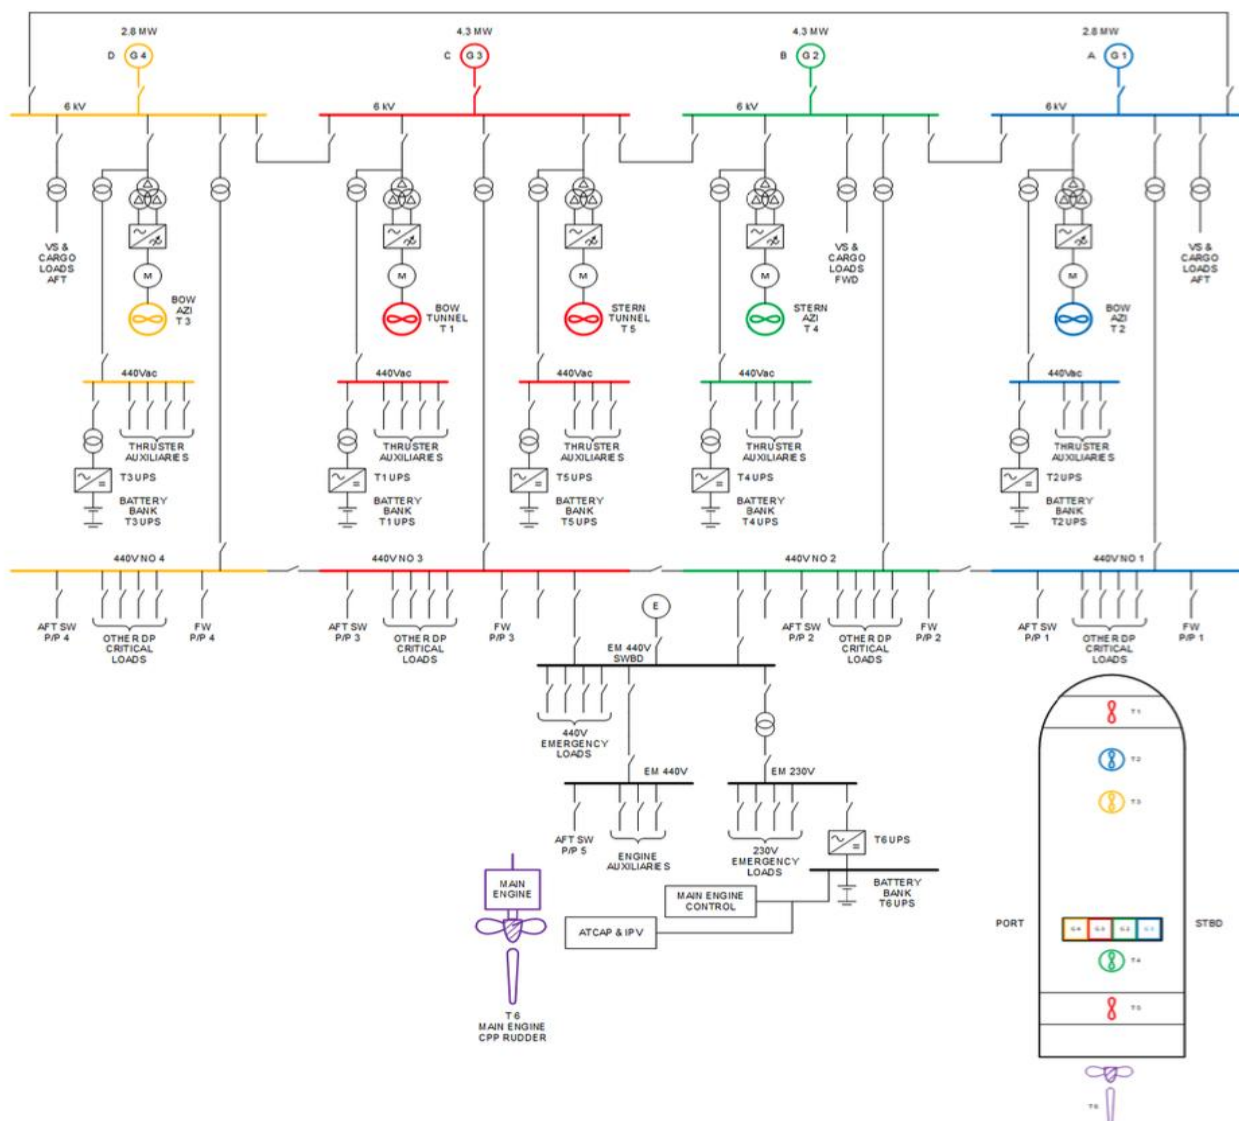 2.8 MW
4.3 MW
4.3 MW
2.8 MW
D
G 4
C
G 3
B
G 2
A
G 1
6 kV
6 kV
6 kV
6 kV
VS &
CARGO
LOADS
AFT
BOW
AZI
T 3
M
BOW
TUNNEL
T 1
M
STERN
TUNNEL
T 5
M
STERN
AZI
T 4
M
VS &
CARGO
LOADS
FWD
BOW
AZI
T 2
M
VS &
CARGO
LOADS
AFT
440Vac
440Vac
440Vac
440Vac
440Vac
THRUSTER
AUXILIARIES
THRUSTER
AUXILIARIES
THRUSTER
AUXILIARIES
THRUSTER
AUXILIARIES
THRUSTER
AUXILIARIES
T3 UPS
T1 UPS
T5 UPS
T4 UPS
T2 UPS
BATTERY
BANK
T3 UPS
BATTERY
BANK
T1 UPS
BATTERY
BANK
T5 UPS
BATTERY
BANK
T4 UPS
BATTERY
BANK
T2 UPS
440V NO 4
440V NO 3
440V NO 2
440V NO 1
AFT SW
P/P 4
OTHER DP
CRITICAL
LOADS
FW
P/P 4
AFT SW
P/P 3
OTHER DP
CRITICAL
LOADS
FW
P/P 3
E
AFT SW
P/P 2
OTHER DP
CRITICAL
LOADS
FW
P/P 2
AFT SW
P/P 1
OTHER DP
CRITICAL
LOADS
FW
P/P 1
EM 440V
SWBD
440V
EMERGENCY
LOADS
EM 440V
EM 230V
AFT SW
P/P 5
ENGINE
AUXILIARIES
230V
EMERGENCY
LOADS
T6 UPS
BATTERY
BANK
T6 UPS
MAIN
ENGINE
MAIN ENGINE
CONTROL
ATCAP & IPV
T 6
MAIN ENGINE
CPP RUDDER
T 1
T 2
T 3
PORT
G 4
G 3
G 2
STBD
T 4